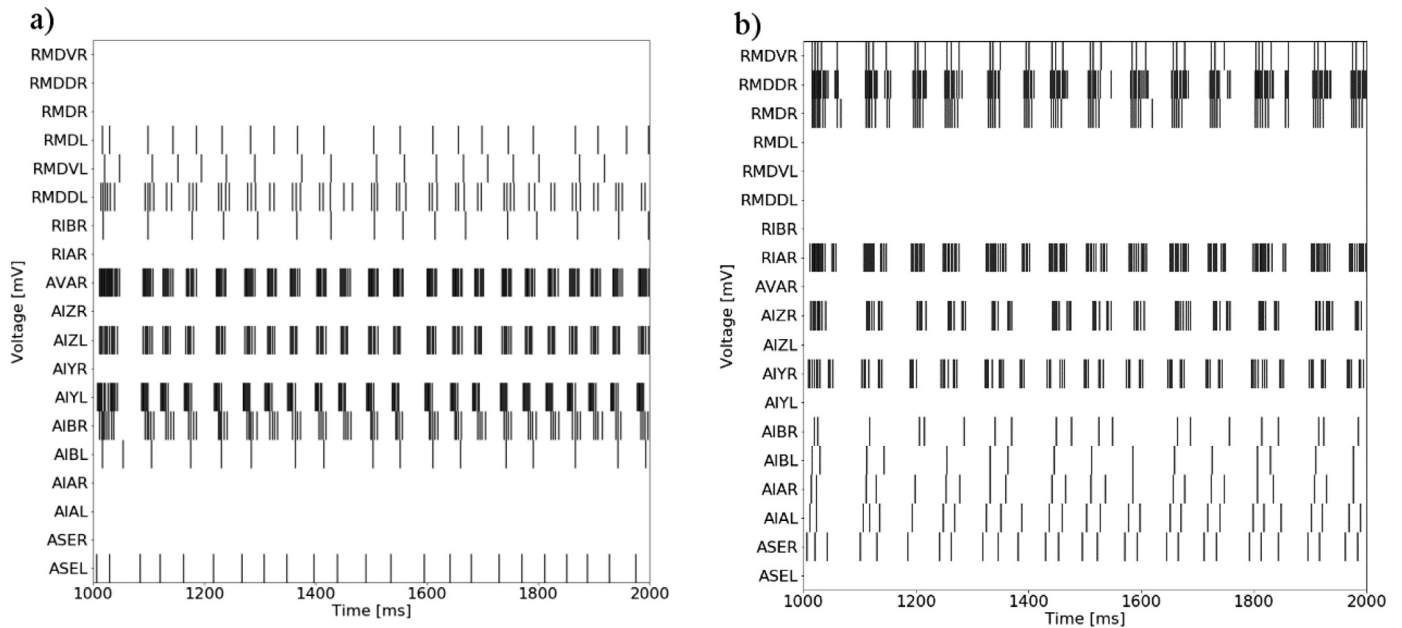 a)
RMDVR
RMDDR
RMDR
RMDL
RMDVL
RMDDL
RIBR
RIAR
AVAR
AIZR
AIZL
AIYR
AIYL
AIBR
AIBL
AIAR
AIAL
ASER
ASEL
Voltage [mV]
1000 1200 1400 1600 1800 2000
Time [ms]
b)
RMDVR
RMDDR
RMDR
RMDL
RMDVL
RMDDL
RIBR
RIAR
AVAR
AIZR
AIZL
AIYR
AIYL
AIBR
AIBL
AIAR
AIAL
ASER
ASEL
Voltage [mV]
1000 1200 1400 1600 1800 2000
Time [ms]